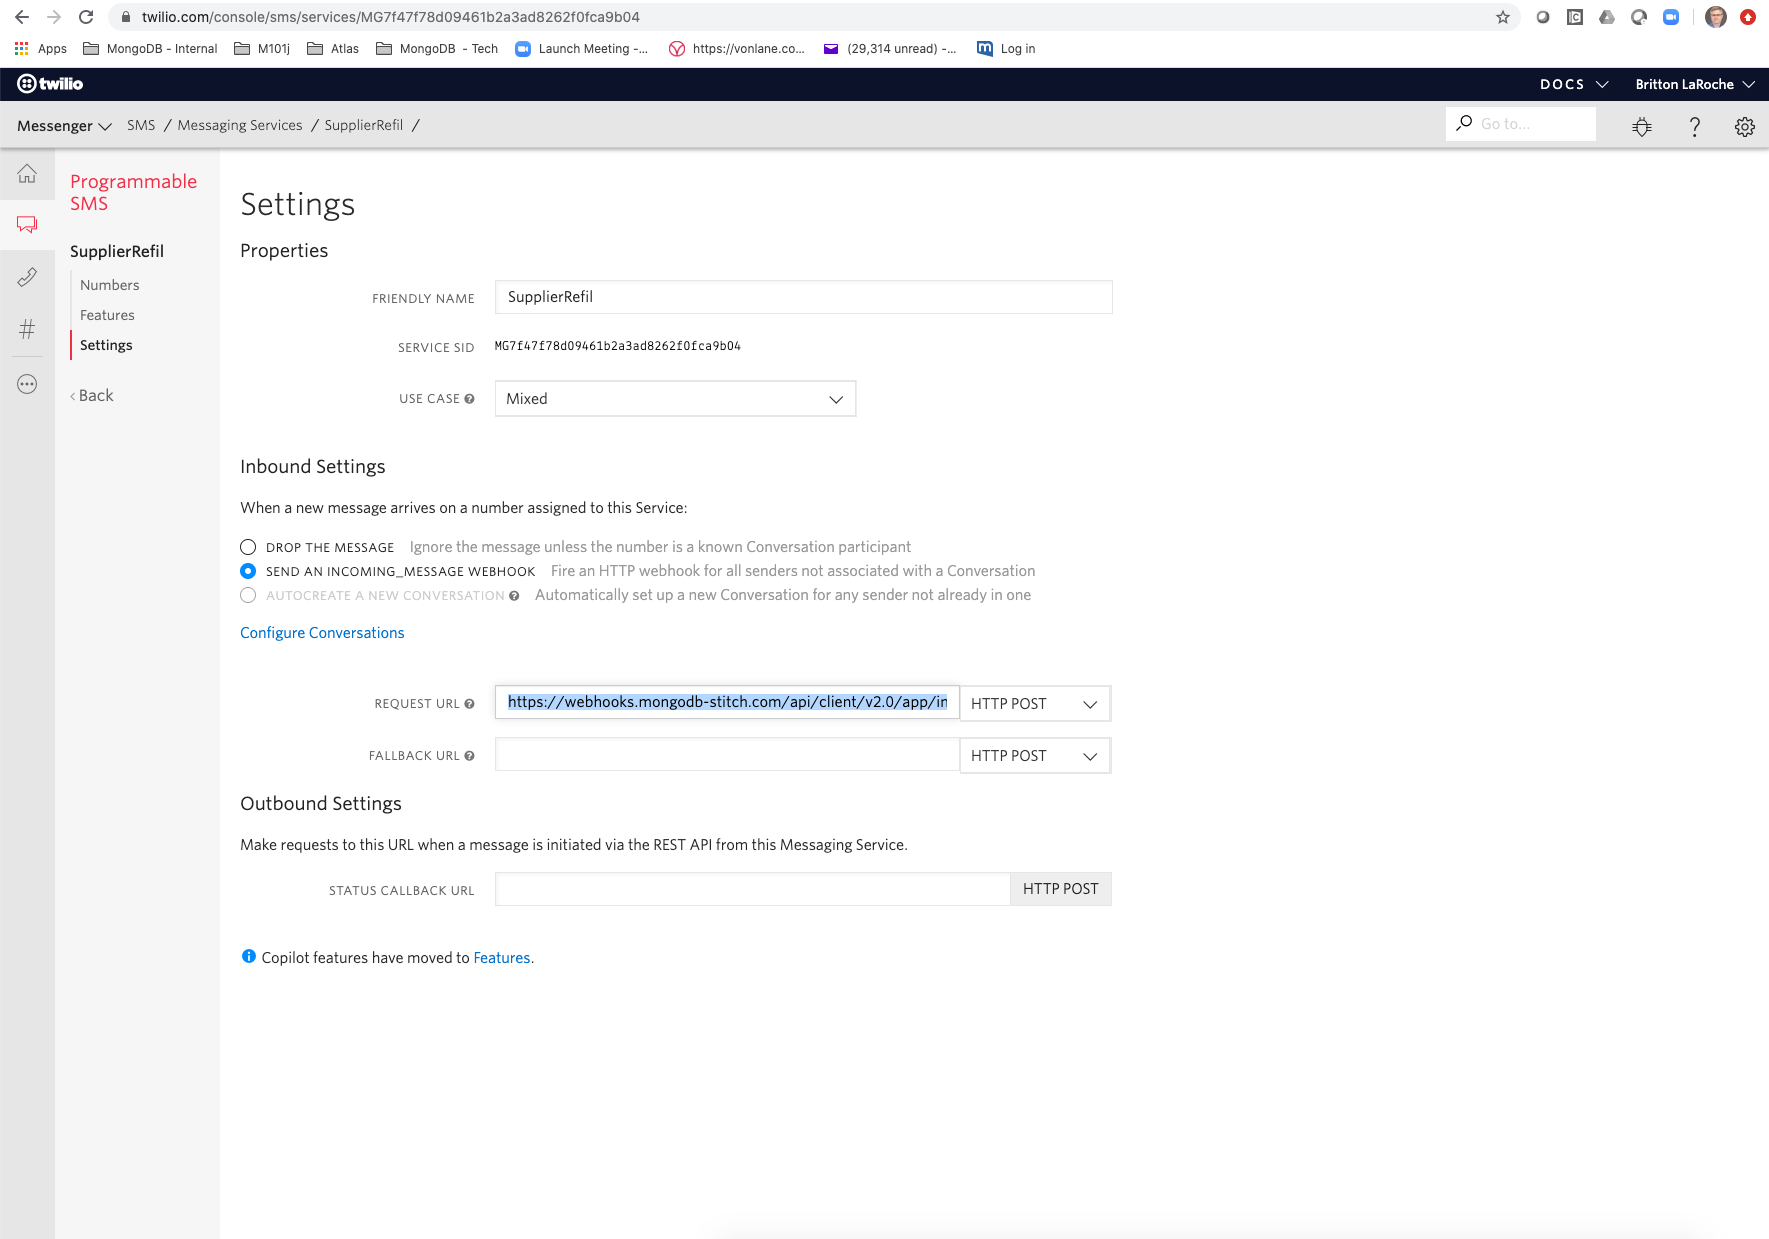 twilio.com/console/sms/services/MG7f47f78d09461b2a3ad8262f0fca9b04
Apps MongoDB - Internal M101j Atlas MongoDB - Tech Launch Meeting -... https://vonlane.co... (29,314 unread) -... Log in
twilio DOCS Britton LaRoche
Messenger SMS / Messaging Services / SupplierRefil / Go to...
Programmable
SMS
SupplierRefil
Numbers
Features
Settings
‹ Back
Settings
Properties
FRIENDLY NAME SupplierRefil
SERVICE SID MG7f47f78d09461b2a3ad8262f0fca9b04
USE CASE Mixed
Inbound Settings
When a new message arrives on a number assigned to this Service:
DROP THE MESSAGE Ignore the message unless the number is a known Conversation participant
SEND AN INCOMING_MESSAGE WEBHOOK Fire an HTTP webhook for all senders not associated with a Conversation
AUTOCREATE A NEW CONVERSATION Automatically set up a new Conversation for any sender not already in one
Configure Conversations
REQUEST URL https://webhooks.mongodb-stitch.com/api/client/v2.0/app/in HTTP POST
FALLBACK URL HTTP POST
Outbound Settings
Make requests to this URL when a message is initiated via the REST API from this Messaging Service.
STATUS CALLBACK URL HTTP POST
Copilot features have moved to Features.